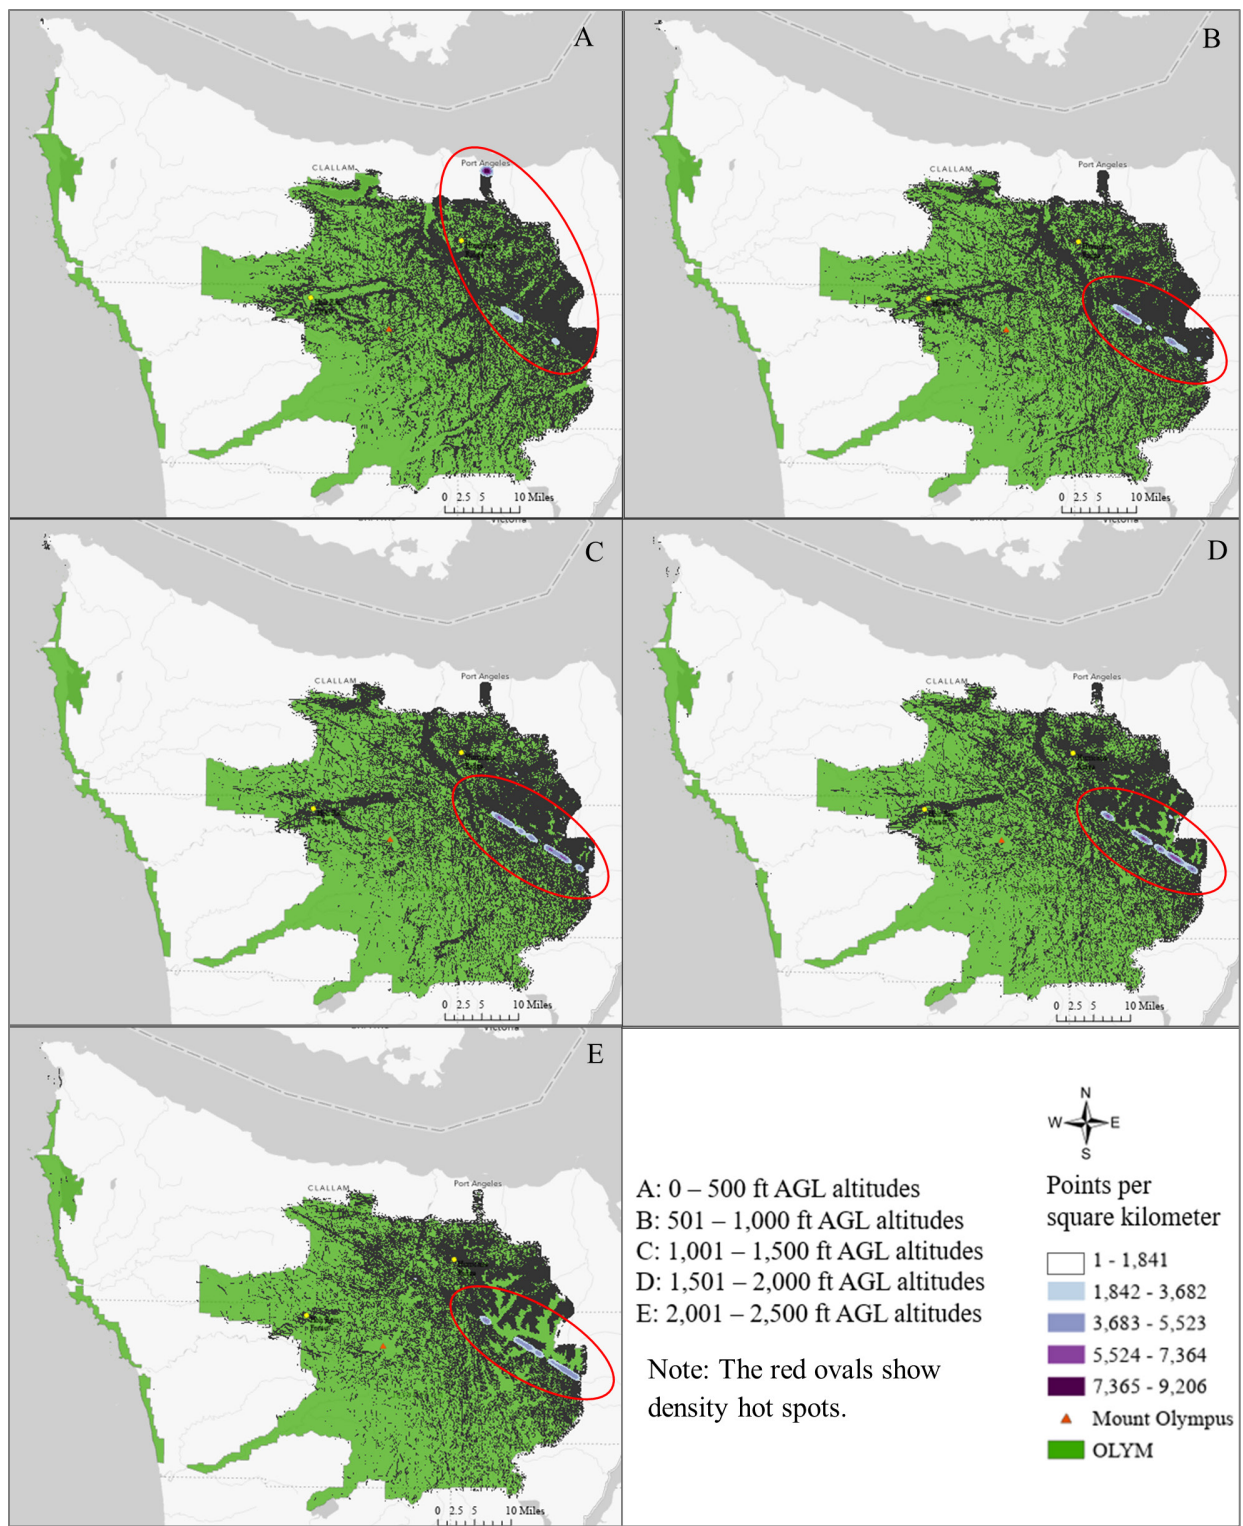 A
CLALLAM
Port Angeles
0 2.5 5 10 Miles
B
CLALLAM
Port Angeles
0 2.5 5 10 Miles
C
CLALLAM
Port Angeles
0 2.5 5 10 Miles
D
CLALLAM
Port Angeles
0 2.5 5 10 Miles
E
CLALLAM
Port Angeles
0 2.5 5 10 Miles
N
W E
S
A: 0 – 500 ft AGL altitudes
B: 501 – 1,000 ft AGL altitudes
C: 1,001 – 1,500 ft AGL altitudes
D: 1,501 – 2,000 ft AGL altitudes
E: 2,001 – 2,500 ft AGL altitudes
Note: The red ovals show
density hot spots.
Points per
square kilometer
1 - 1,841
1,842 - 3,682
3,683 - 5,523
5,524 - 7,364
7,365 - 9,206
Mount Olympus
OLYM